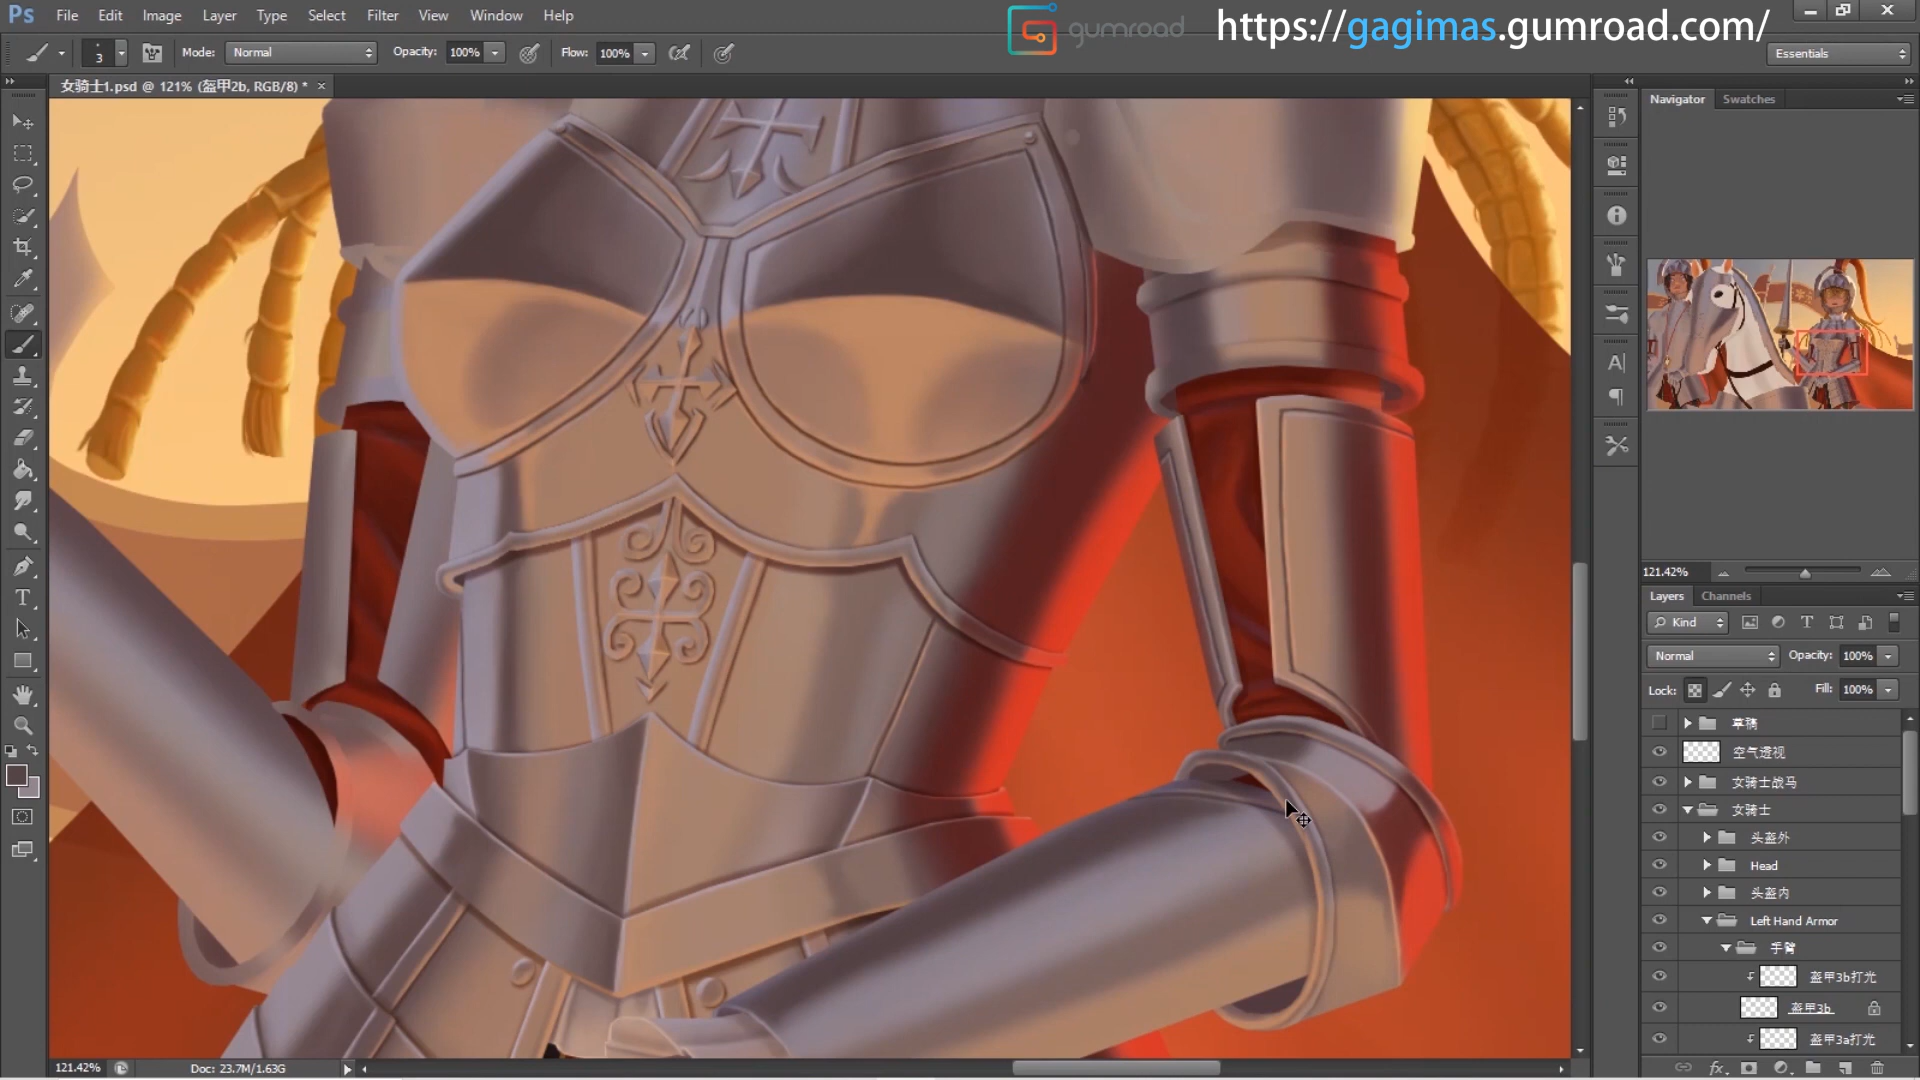 Ps File Edit Image Layer Type Select Filter View Window Help
gumroad https://gagimas.gumroad.com/
3 Mode: Normal Opacity: 100% Flow: 100% Essentials
女骑士1.psd @ 121% (盔甲2b, RGB/8) * ×
Navigator Swatches
121.42%
Layers Channels
Kind
Normal Opacity: 100%
Lock: Fill: 100%
草稿
空气透视
女骑士战马
女骑士
头盔外
Head
头盔内
Left Hand Armor
手臂
盔甲3b打光
盔甲3b
盔甲3a打光
121.42% Doc: 23.7M/1.63G